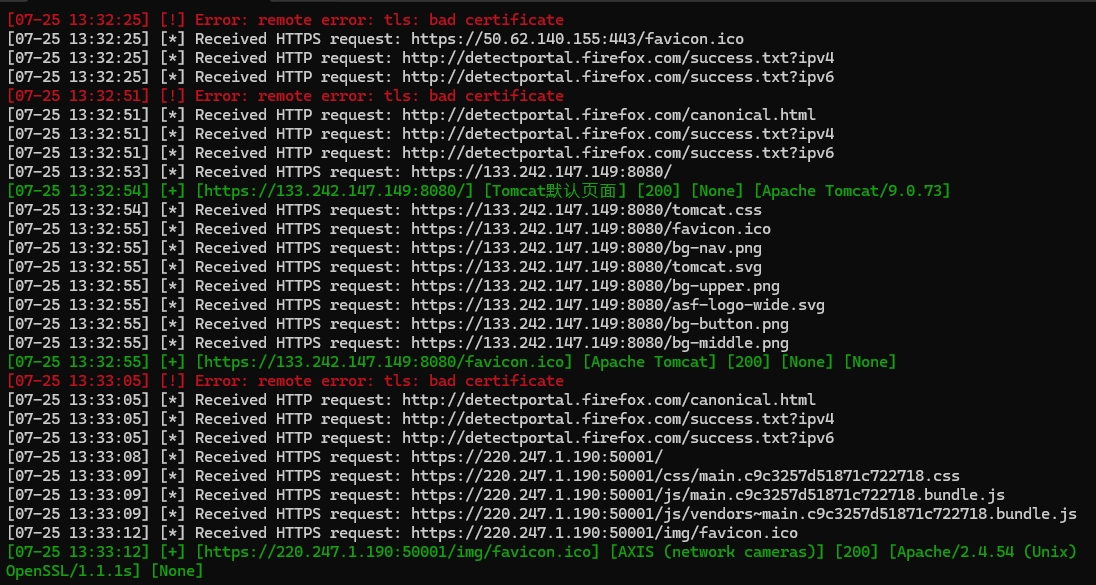 [07-25 13:32:25] [!] Error: remote error: tls: bad certificate
[07-25 13:32:25] [*] Received HTTPS request: https://50.62.140.155:443/favicon.ico
[07-25 13:32:25] [*] Received HTTP request: http://detectportal.firefox.com/success.txt?ipv4
[07-25 13:32:25] [*] Received HTTP request: http://detectportal.firefox.com/success.txt?ipv6
[07-25 13:32:51] [!] Error: remote error: tls: bad certificate
[07-25 13:32:51] [*] Received HTTP request: http://detectportal.firefox.com/canonical.html
[07-25 13:32:51] [*] Received HTTP request: http://detectportal.firefox.com/success.txt?ipv4
[07-25 13:32:51] [*] Received HTTP request: http://detectportal.firefox.com/success.txt?ipv6
[07-25 13:32:53] [*] Received HTTPS request: https://133.242.147.149:8080/
[07-25 13:32:54] [+] [https://133.242.147.149:8080/] [Tomcat默认页面] [200] [None] [Apache Tomcat/9.0.73]
[07-25 13:32:54] [*] Received HTTPS request: https://133.242.147.149:8080/tomcat.css
[07-25 13:32:55] [*] Received HTTPS request: https://133.242.147.149:8080/favicon.ico
[07-25 13:32:55] [*] Received HTTPS request: https://133.242.147.149:8080/bg-nav.png
[07-25 13:32:55] [*] Received HTTPS request: https://133.242.147.149:8080/tomcat.svg
[07-25 13:32:55] [*] Received HTTPS request: https://133.242.147.149:8080/bg-upper.png
[07-25 13:32:55] [*] Received HTTPS request: https://133.242.147.149:8080/asf-logo-wide.svg
[07-25 13:32:55] [*] Received HTTPS request: https://133.242.147.149:8080/bg-button.png
[07-25 13:32:55] [*] Received HTTPS request: https://133.242.147.149:8080/bg-middle.png
[07-25 13:32:55] [+] [https://133.242.147.149:8080/favicon.ico] [Apache Tomcat] [200] [None] [None]
[07-25 13:33:05] [!] Error: remote error: tls: bad certificate
[07-25 13:33:05] [*] Received HTTP request: http://detectportal.firefox.com/canonical.html
[07-25 13:33:05] [*] Received HTTP request: http://detectportal.firefox.com/success.txt?ipv4
[07-25 13:33:05] [*] Received HTTP request: http://detectportal.firefox.com/success.txt?ipv6
[07-25 13:33:08] [*] Received HTTPS request: https://220.247.1.190:50001/
[07-25 13:33:09] [*] Received HTTPS request: https://220.247.1.190:50001/css/main.c9c3257d51871c722718.css
[07-25 13:33:09] [*] Received HTTPS request: https://220.247.1.190:50001/js/main.c9c3257d51871c722718.bundle.js
[07-25 13:33:09] [*] Received HTTPS request: https://220.247.1.190:50001/js/vendors~main.c9c3257d51871c722718.bundle.js
[07-25 13:33:12] [*] Received HTTPS request: https://220.247.1.190:50001/img/favicon.ico
[07-25 13:33:12] [+] [https://220.247.1.190:50001/img/favicon.ico] [AXIS (network cameras)] [200] [Apache/2.4.54 (Unix)
OpenSSL/1.1.1s] [None]